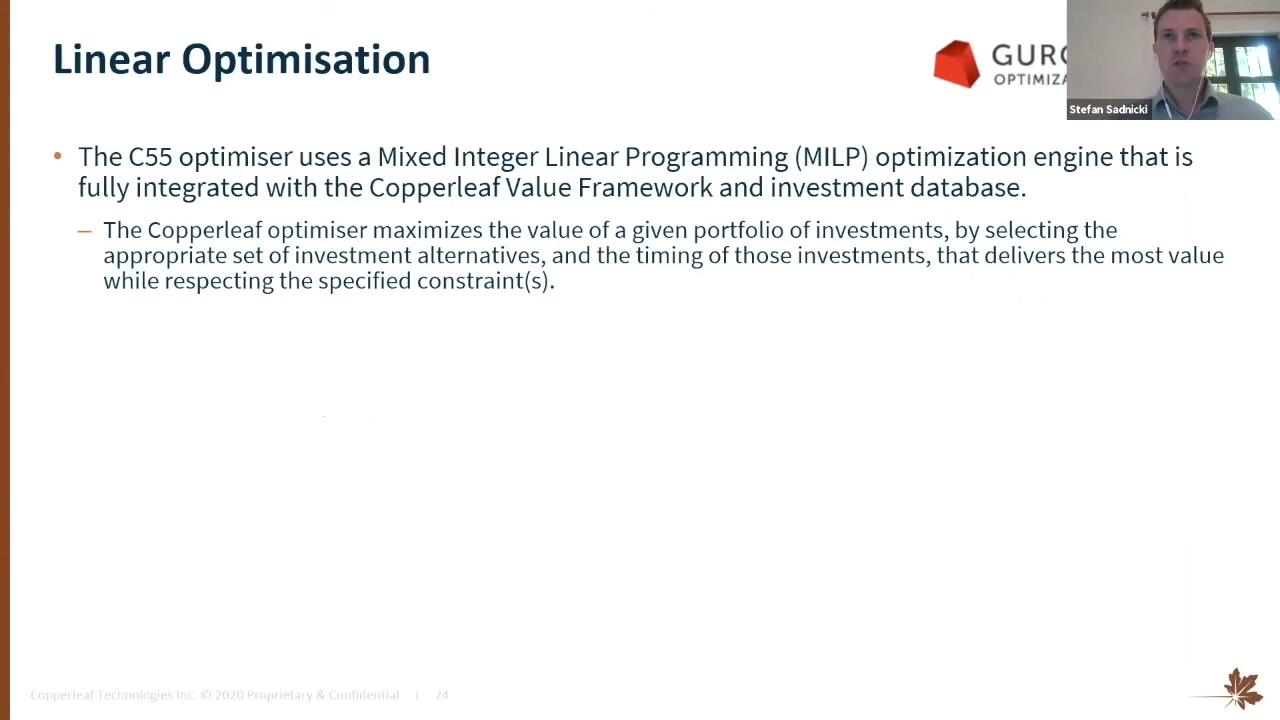 Linear Optimisation
OPTIMIZA
Stefan Sadnicki
• The C55 optimiser uses a Mixed Integer Linear Programming (MILP) optimization engine that is
fully integrated with the Copperleaf Value Framework and investment database.
– The Copperleaf optimiser maximizes the value of a given portfolio of investments, by selecting the
appropriate set of investment alternatives, and the timing of those investments, that delivers the most value
while respecting the specified constraint(s).
Copperleaf Technologies Inc. © 2020 Proprietary & Confidential | 24